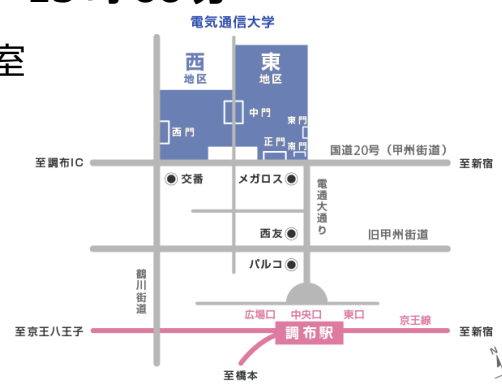 室
電気通信大学
西
地区
東
地区
中門
東門
西門
正門
南門
国道20号（甲州街道）
至調布IC
至新宿
交番
メガロス
電通大通り
西友
旧甲州街道
パルコ
鶴川街道
広場口 中央口 東口
京王線
至京王八王子
調布駅
至新宿
至橋本
N